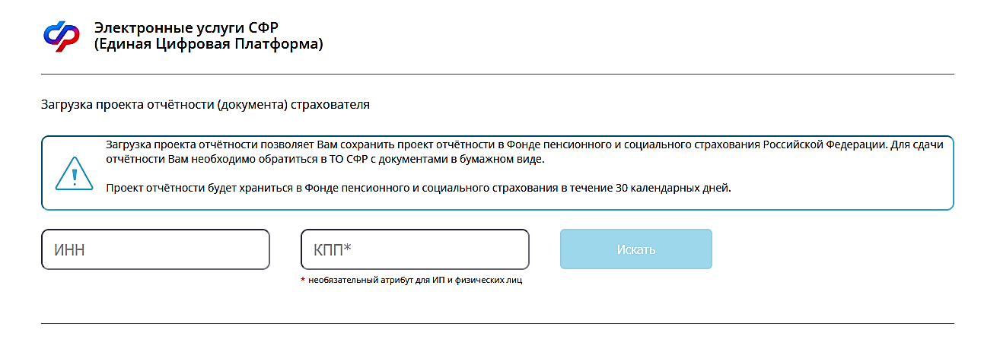 Электронные услуги СФР
(Единая Цифровая Платформа)
Загрузка проекта отчётности (документа) страхователя
Загрузка проекта отчётности позволяет Вам сохранить проект отчётности в Фонде пенсионного и социального страхования Российской Федерации. Для сдачи
отчётности Вам необходимо обратиться в ТО СФР с документами в бумажном виде.
Проект отчётности будет храниться в Фонде пенсионного и социального страхования в течение 30 календарных дней.
ИНН
КПП*
Искать
* необязательный атрибут для ИП и физических лиц